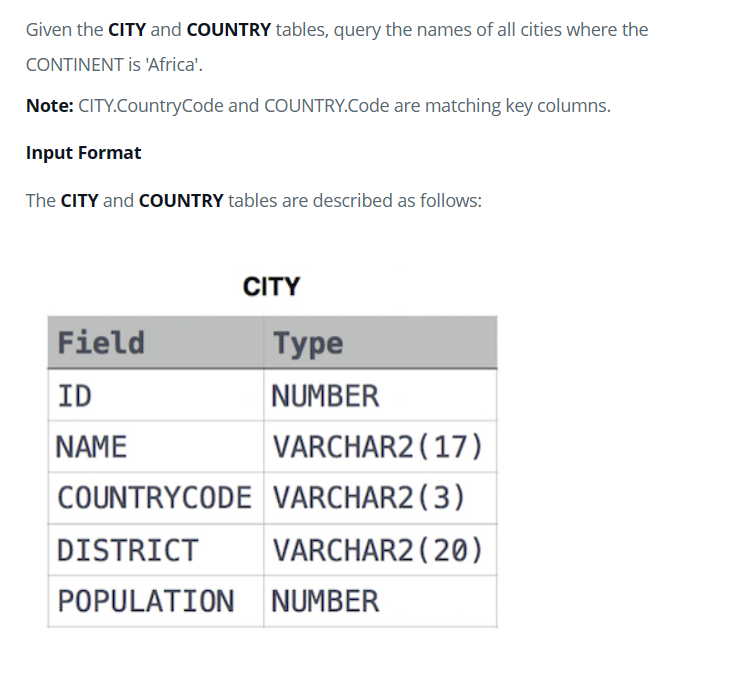 Given the CITY and COUNTRY tables, query the names of all cities where the
CONTINENT is 'Africa'.
Note: CITY.CountryCode and COUNTRY.Code are matching key columns.
Input Format
The CITY and COUNTRY tables are described as follows:
CITY
Field Type
ID NUMBER
NAME VARCHAR2(17)
COUNTRYCODE VARCHAR2(3)
DISTRICT VARCHAR2(20)
POPULATION NUMBER